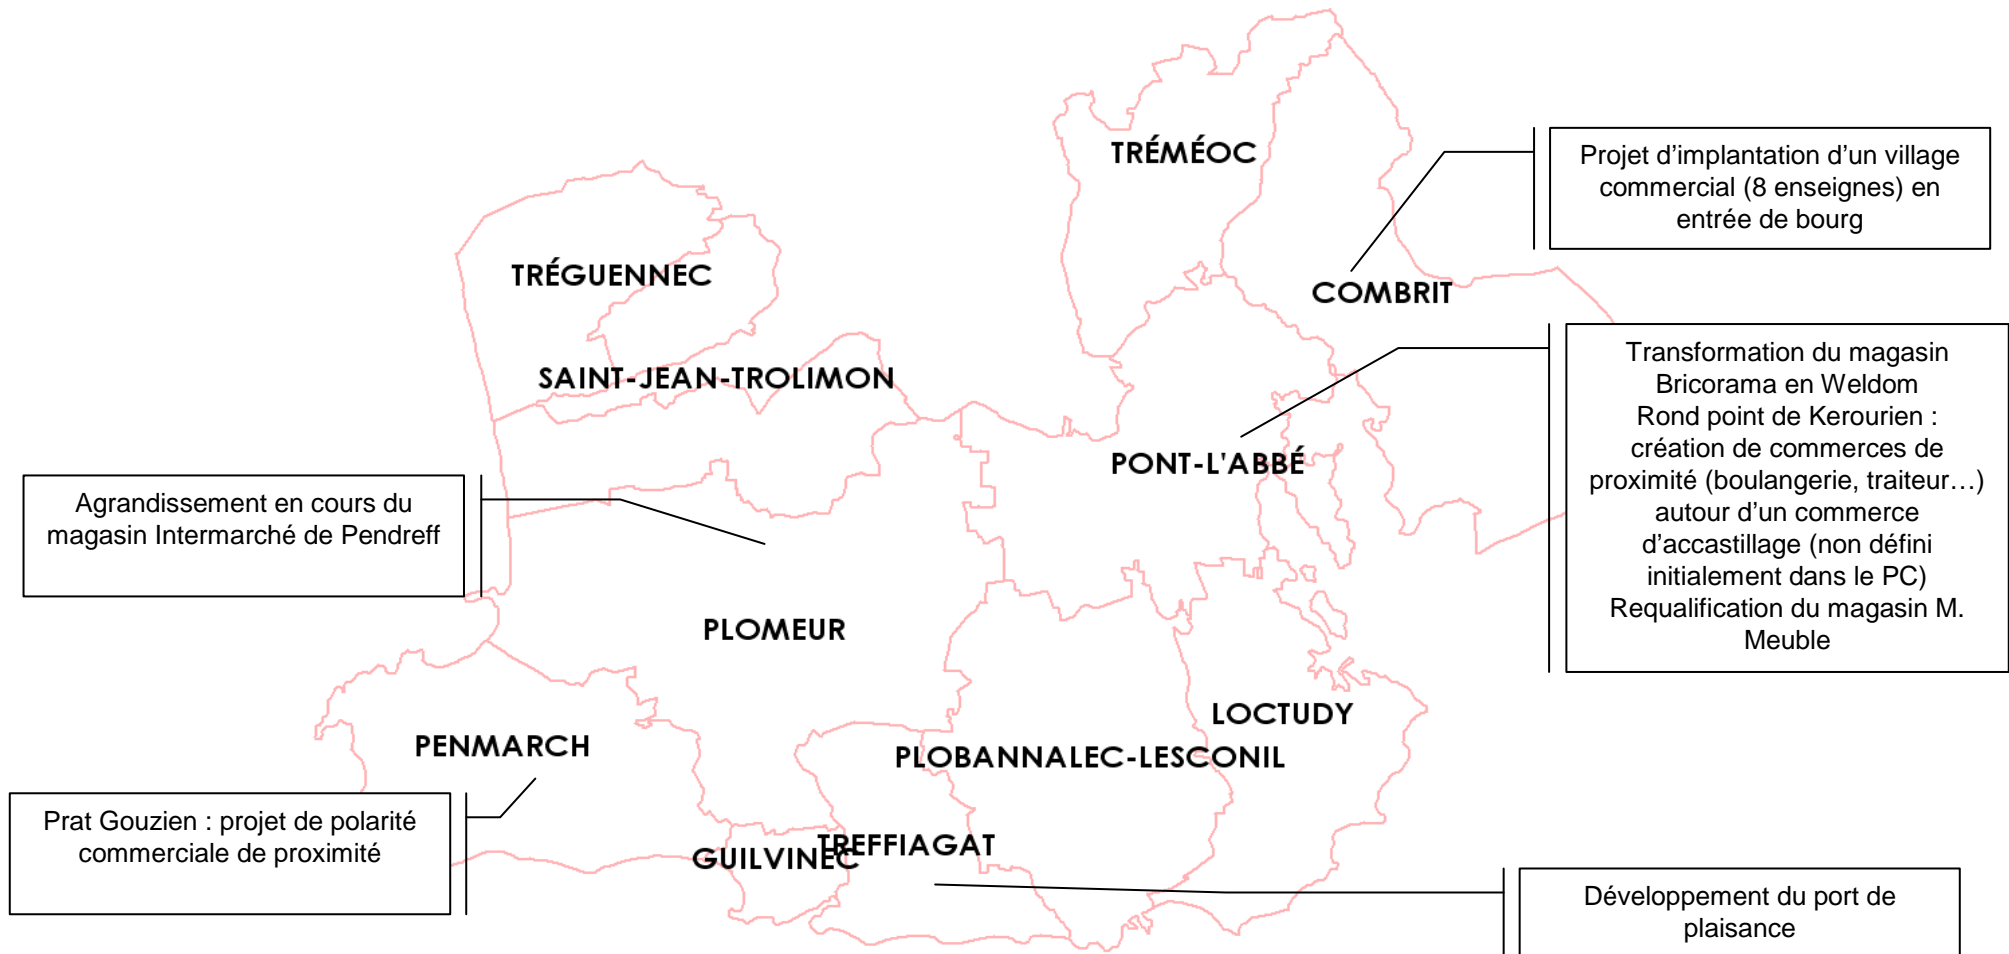 TRÉMÉOC
Projet d'implantation d'un village
commercial (8 enseignes) en
entrée de bourg
TRÉGUENNEC
COMBRIT
SAINT-JEAN-TROLIMON
Transformation du magasin
Bricorama en Weldom
Rond point de Kerourien :
création de commerces de
proximité (boulangerie, traiteur…)
autour d'un commerce
d'accastillage (non défini
initialement dans le PC)
Requalification du magasin M.
Meuble
PONT-L'ABBÉ
Agrandissement en cours du
magasin Intermarché de Pendreff
PLOMEUR
LOCTUDY
PENMARCH
PLOBANNALEC-LESCONIL
Prat Gouzien : projet de polarité
commerciale de proximité
GUILVINEC
TREFFIAGAT
Développement du port de
plaisance